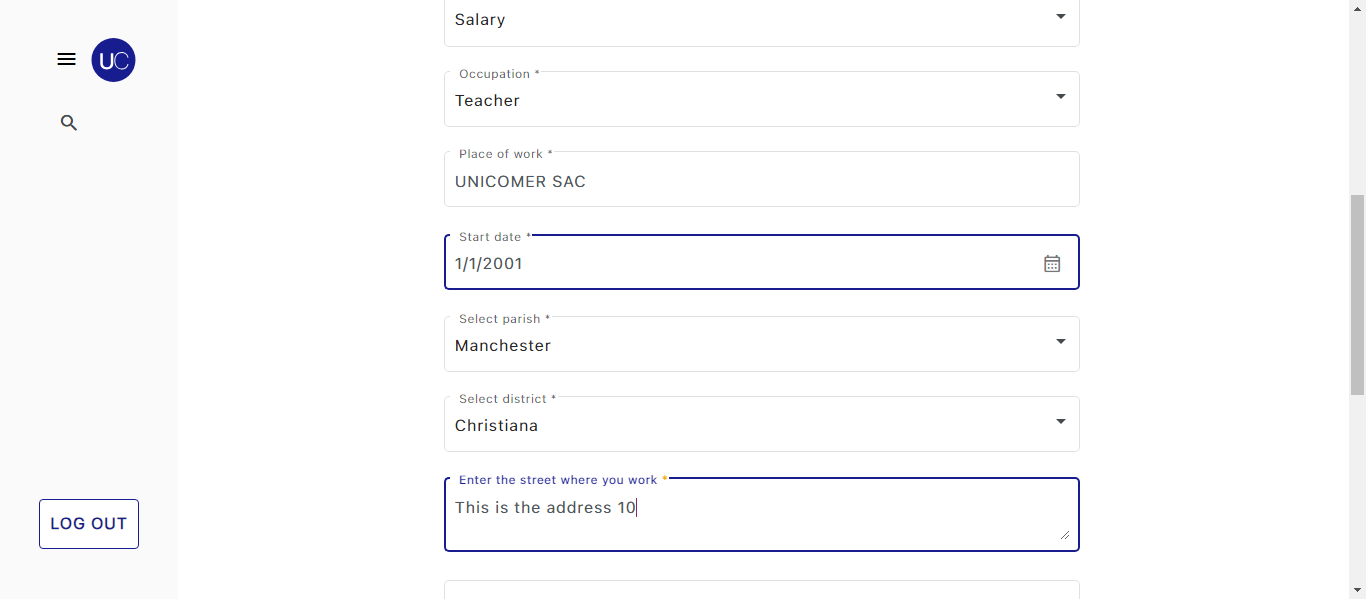 UC
Salary
Occupation *
Teacher
Place of work *
UNICOMER SAC
Start date *
1/1/2001
Select parish *
Manchester
Select district *
Christiana
Enter the street where you work *
This is the address 10
LOG OUT